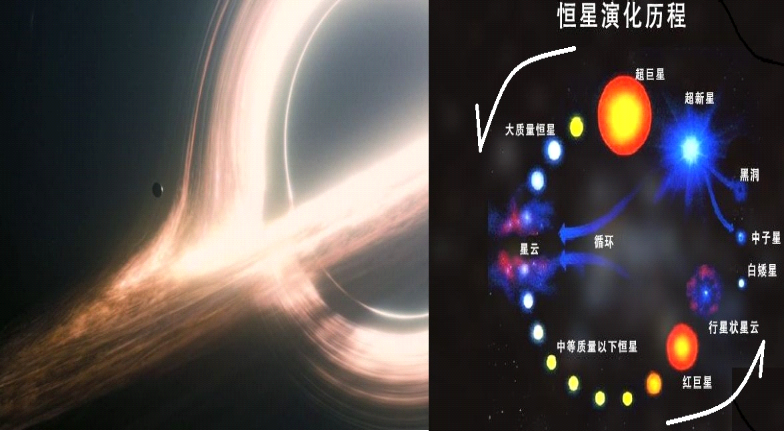 恒星演化历程
超巨星
超新星
大质量恒星
黑洞
循环
中子星
星云
白矮星
行星状星云
中等质量以下恒星
红巨星